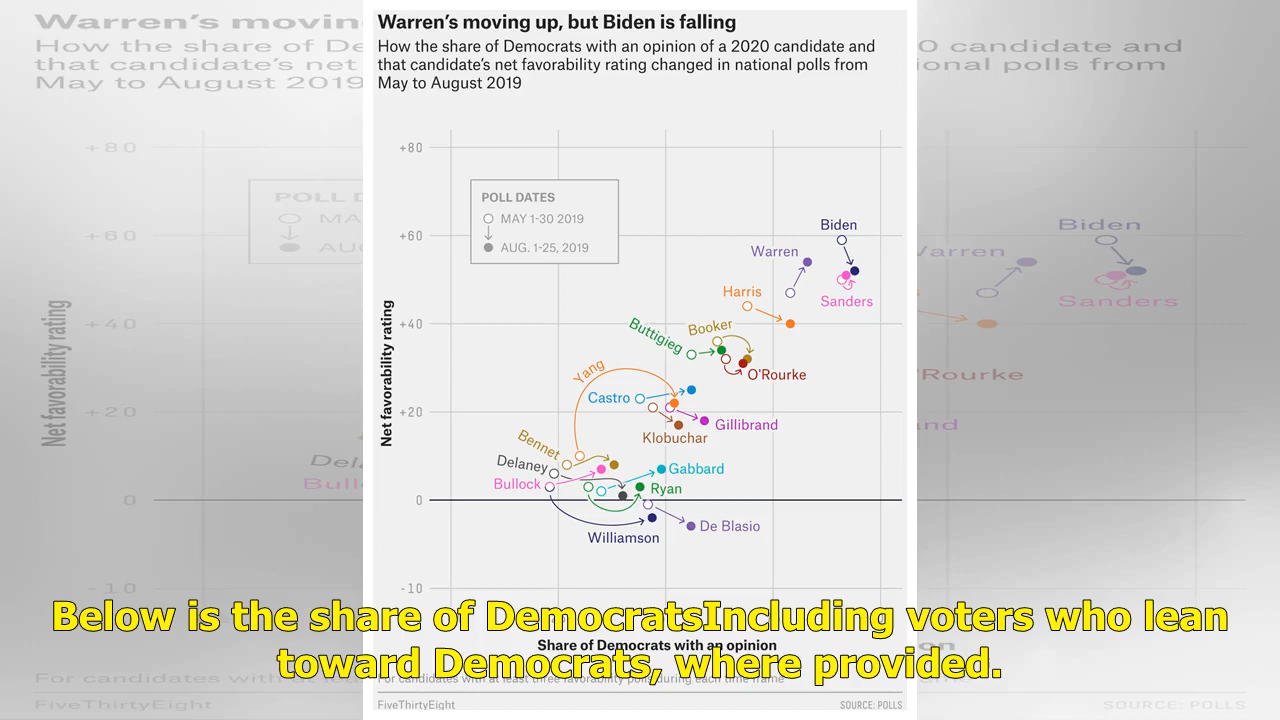 Warren's moving up, but Biden is falling
How the share of Democrats with an opinion of a 2020 candidate and
that candidate's net favorability rating changed in national polls from
May to August 2019
+80
POLL DATES
MAY 1-30 2019
AUG. 1-25, 2019
+60
Biden
Warren
Sanders
Harris
+40
Buttigieg
Booker
O'Rourke
Yang
Castro
+20
Gillibrand
Klobuchar
Bennet
Delaney
Bullock
Gabbard
Ryan
0
De Blasio
Williamson
-10
Net favorability rating
Share of Democrats with an opinion
For candidates with at least three favorability polls during each time frame
FiveThirtyEight
SOURCE: POLLS
Below is the share of DemocratsIncluding voters who lean
toward Democrats, where provided.